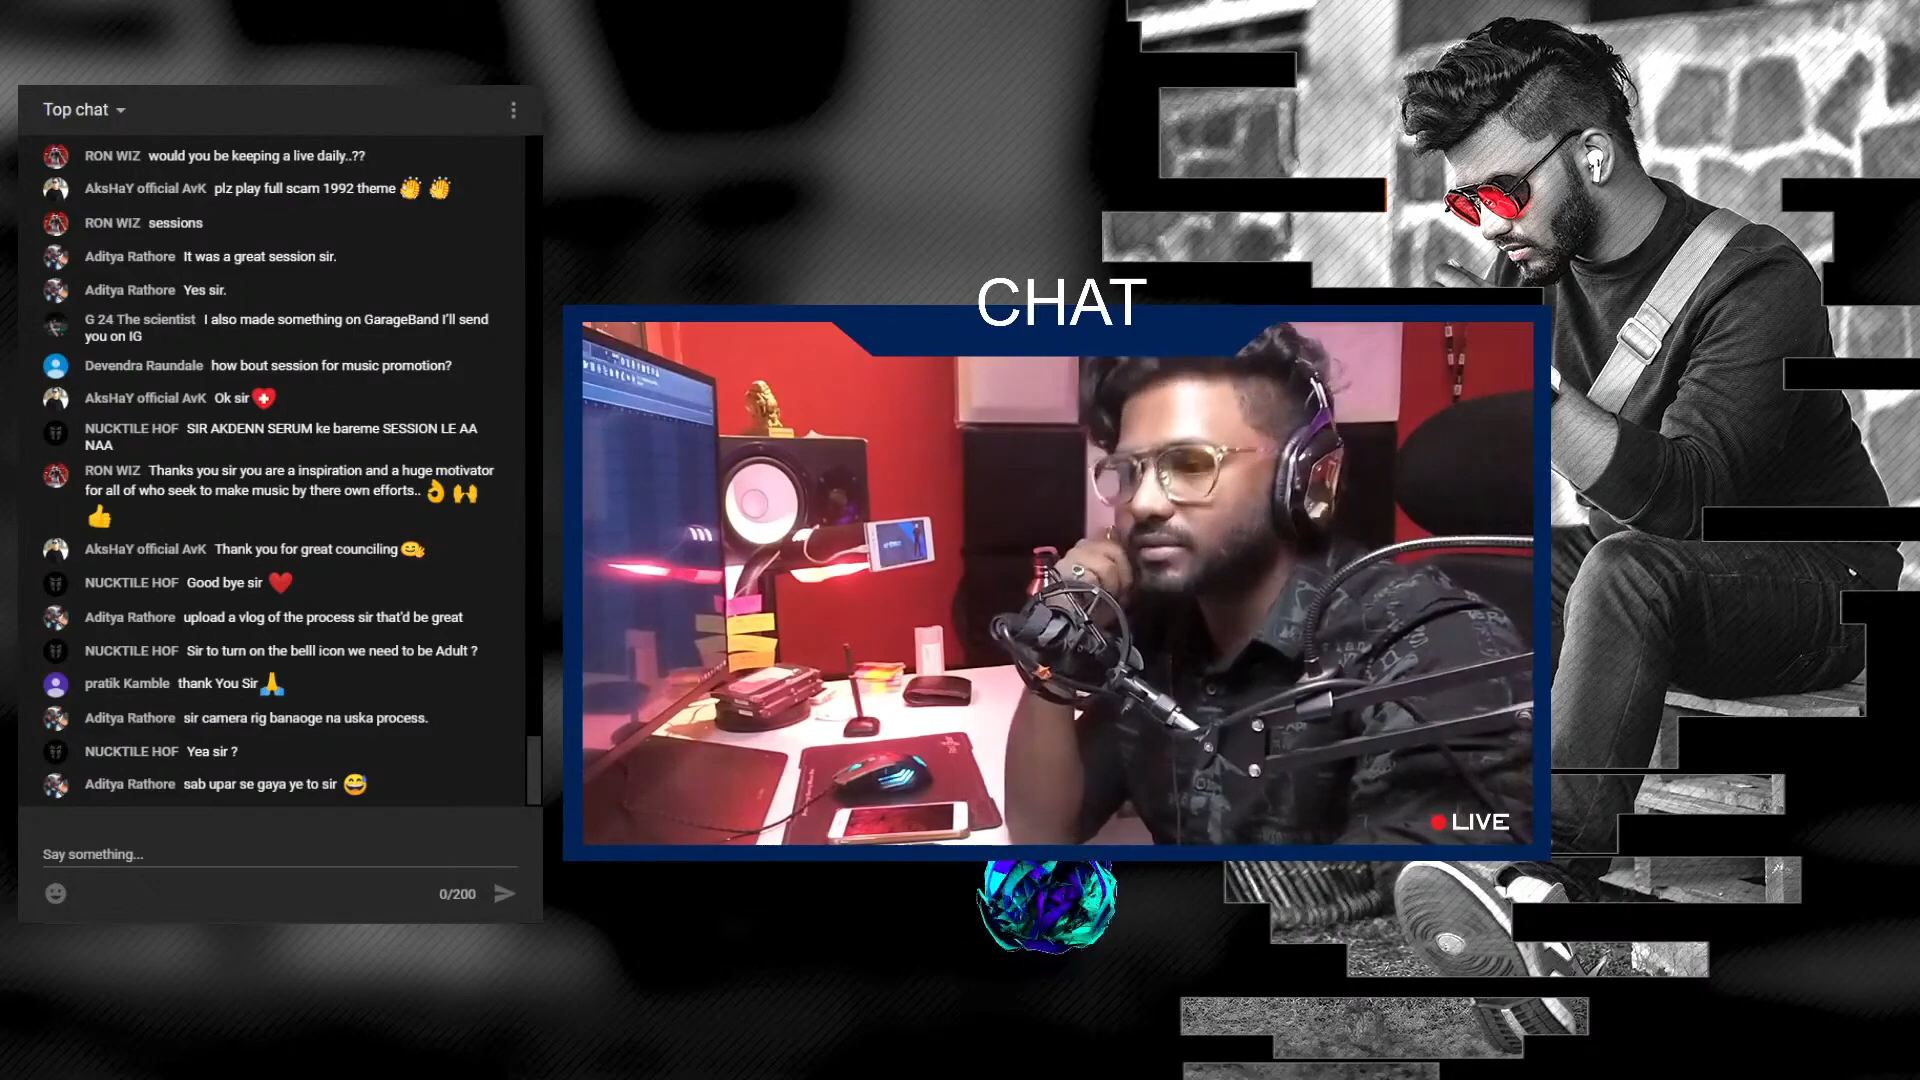 Top chat
RON WIZ would you be keeping a live daily..??
AksHaY official AvK plz play full scam 1992 theme 👏 👏
RON WIZ sessions
Aditya Rathore It was a great session sir.
Aditya Rathore Yes sir.
G 24 The scientist I also made something on GarageBand I'll send
you on IG
Devendra Raundale how bout session for music promotion?
AksHaY official AvK Ok sir
NUCKTILE HOF SIR AKDENN SERUM ke bareme SESSION LE AA
NAA
RON WIZ Thanks you sir you are a inspiration and a huge motivator
for all of who seek to make music by there own efforts.. 👌 🙌
👍
AksHaY official AvK Thank you for great counciling
NUCKTILE HOF Good bye sir ❤️
Aditya Rathore upload a vlog of the process sir that'd be great
NUCKTILE HOF Sir to turn on the belll icon we need to be Adult ?
pratik Kamble thank You Sir 🙏
Aditya Rathore sir camera rig banaoge na uska process.
NUCKTILE HOF Yea sir ?
Aditya Rathore sab upar se gaya ye to sir 😅
Say something...
0/200
CHAT
LIVE